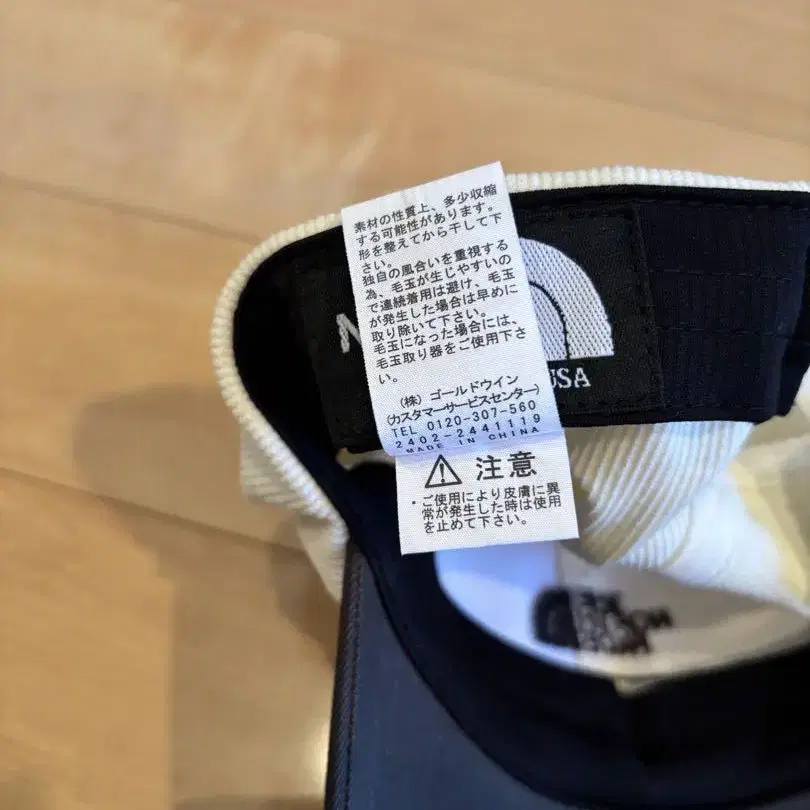 素材の性質上、多少収縮
する可能性があります。
形を整えてから干して下
さい。
独自の風合いを重視する
為、毛玉が生じやすいの
で連続着用は避け、毛玉
が発生した場合は早めに
取り除いて下さい。
毛玉になった場合には、
毛玉取り器をご使用下さ
い。
(株) ゴールドウイン
(カスタマーサービスセンター)
TEL 0120-307-560
2402-2441119
MADE IN CHINA
⚠ 注意
・ご使用により皮膚に異
常が発生した時は使用
を止めて下さい。
N
USA